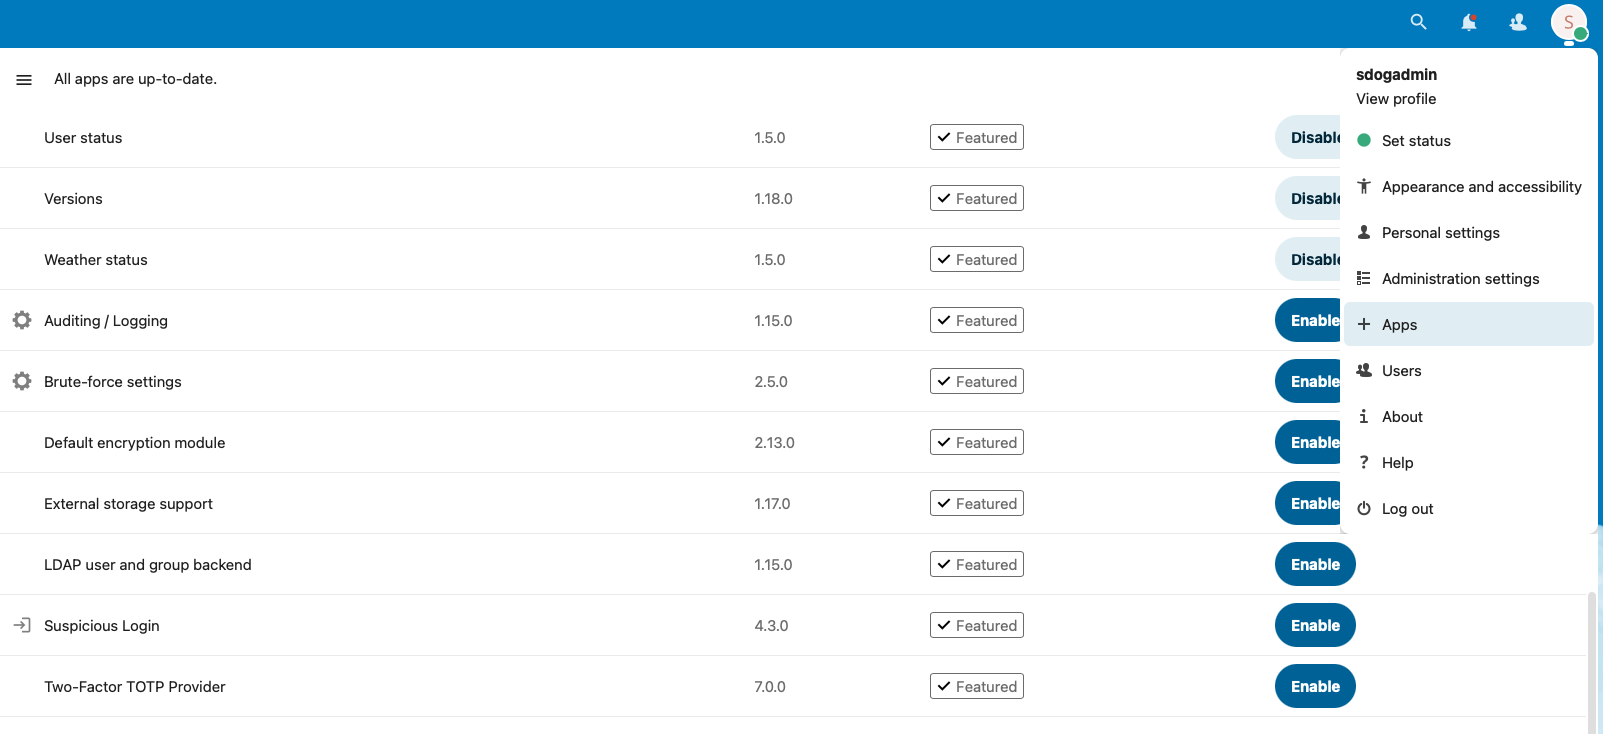 S
All apps are up-to-date.
sdogadmin
View profile
Set status
Appearance and accessibility
Personal settings
Administration settings
Apps
Users
About
Help
Log out
User status 1.5.0 Featured Disable
Versions 1.18.0 Featured Disable
Weather status 1.5.0 Featured Disable
Auditing / Logging 1.15.0 Featured Enable
Brute-force settings 2.5.0 Featured Enable
Default encryption module 2.13.0 Featured Enable
External storage support 1.17.0 Featured Enable
LDAP user and group backend 1.15.0 Featured Enable
Suspicious Login 4.3.0 Featured Enable
Two-Factor TOTP Provider 7.0.0 Featured Enable